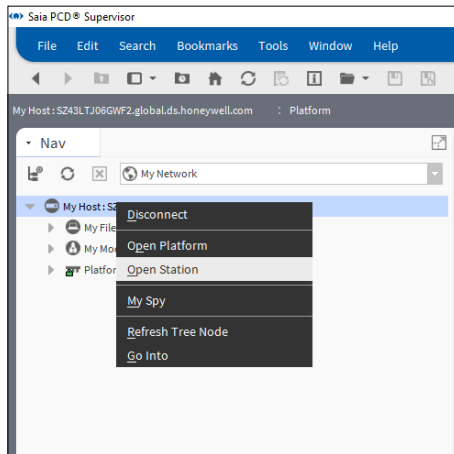 Saia PCD® Supervisor
File Edit Search Bookmarks Tools Window Help
My Host : SZ43LTJ06GWF2.global.ds.honeywell.com : Platform
Nav
My Network
My Host : SZ
My File
My Mo
Platfor
Disconnect
Open Platform
Open Station
My Spy
Refresh Tree Node
Go Into